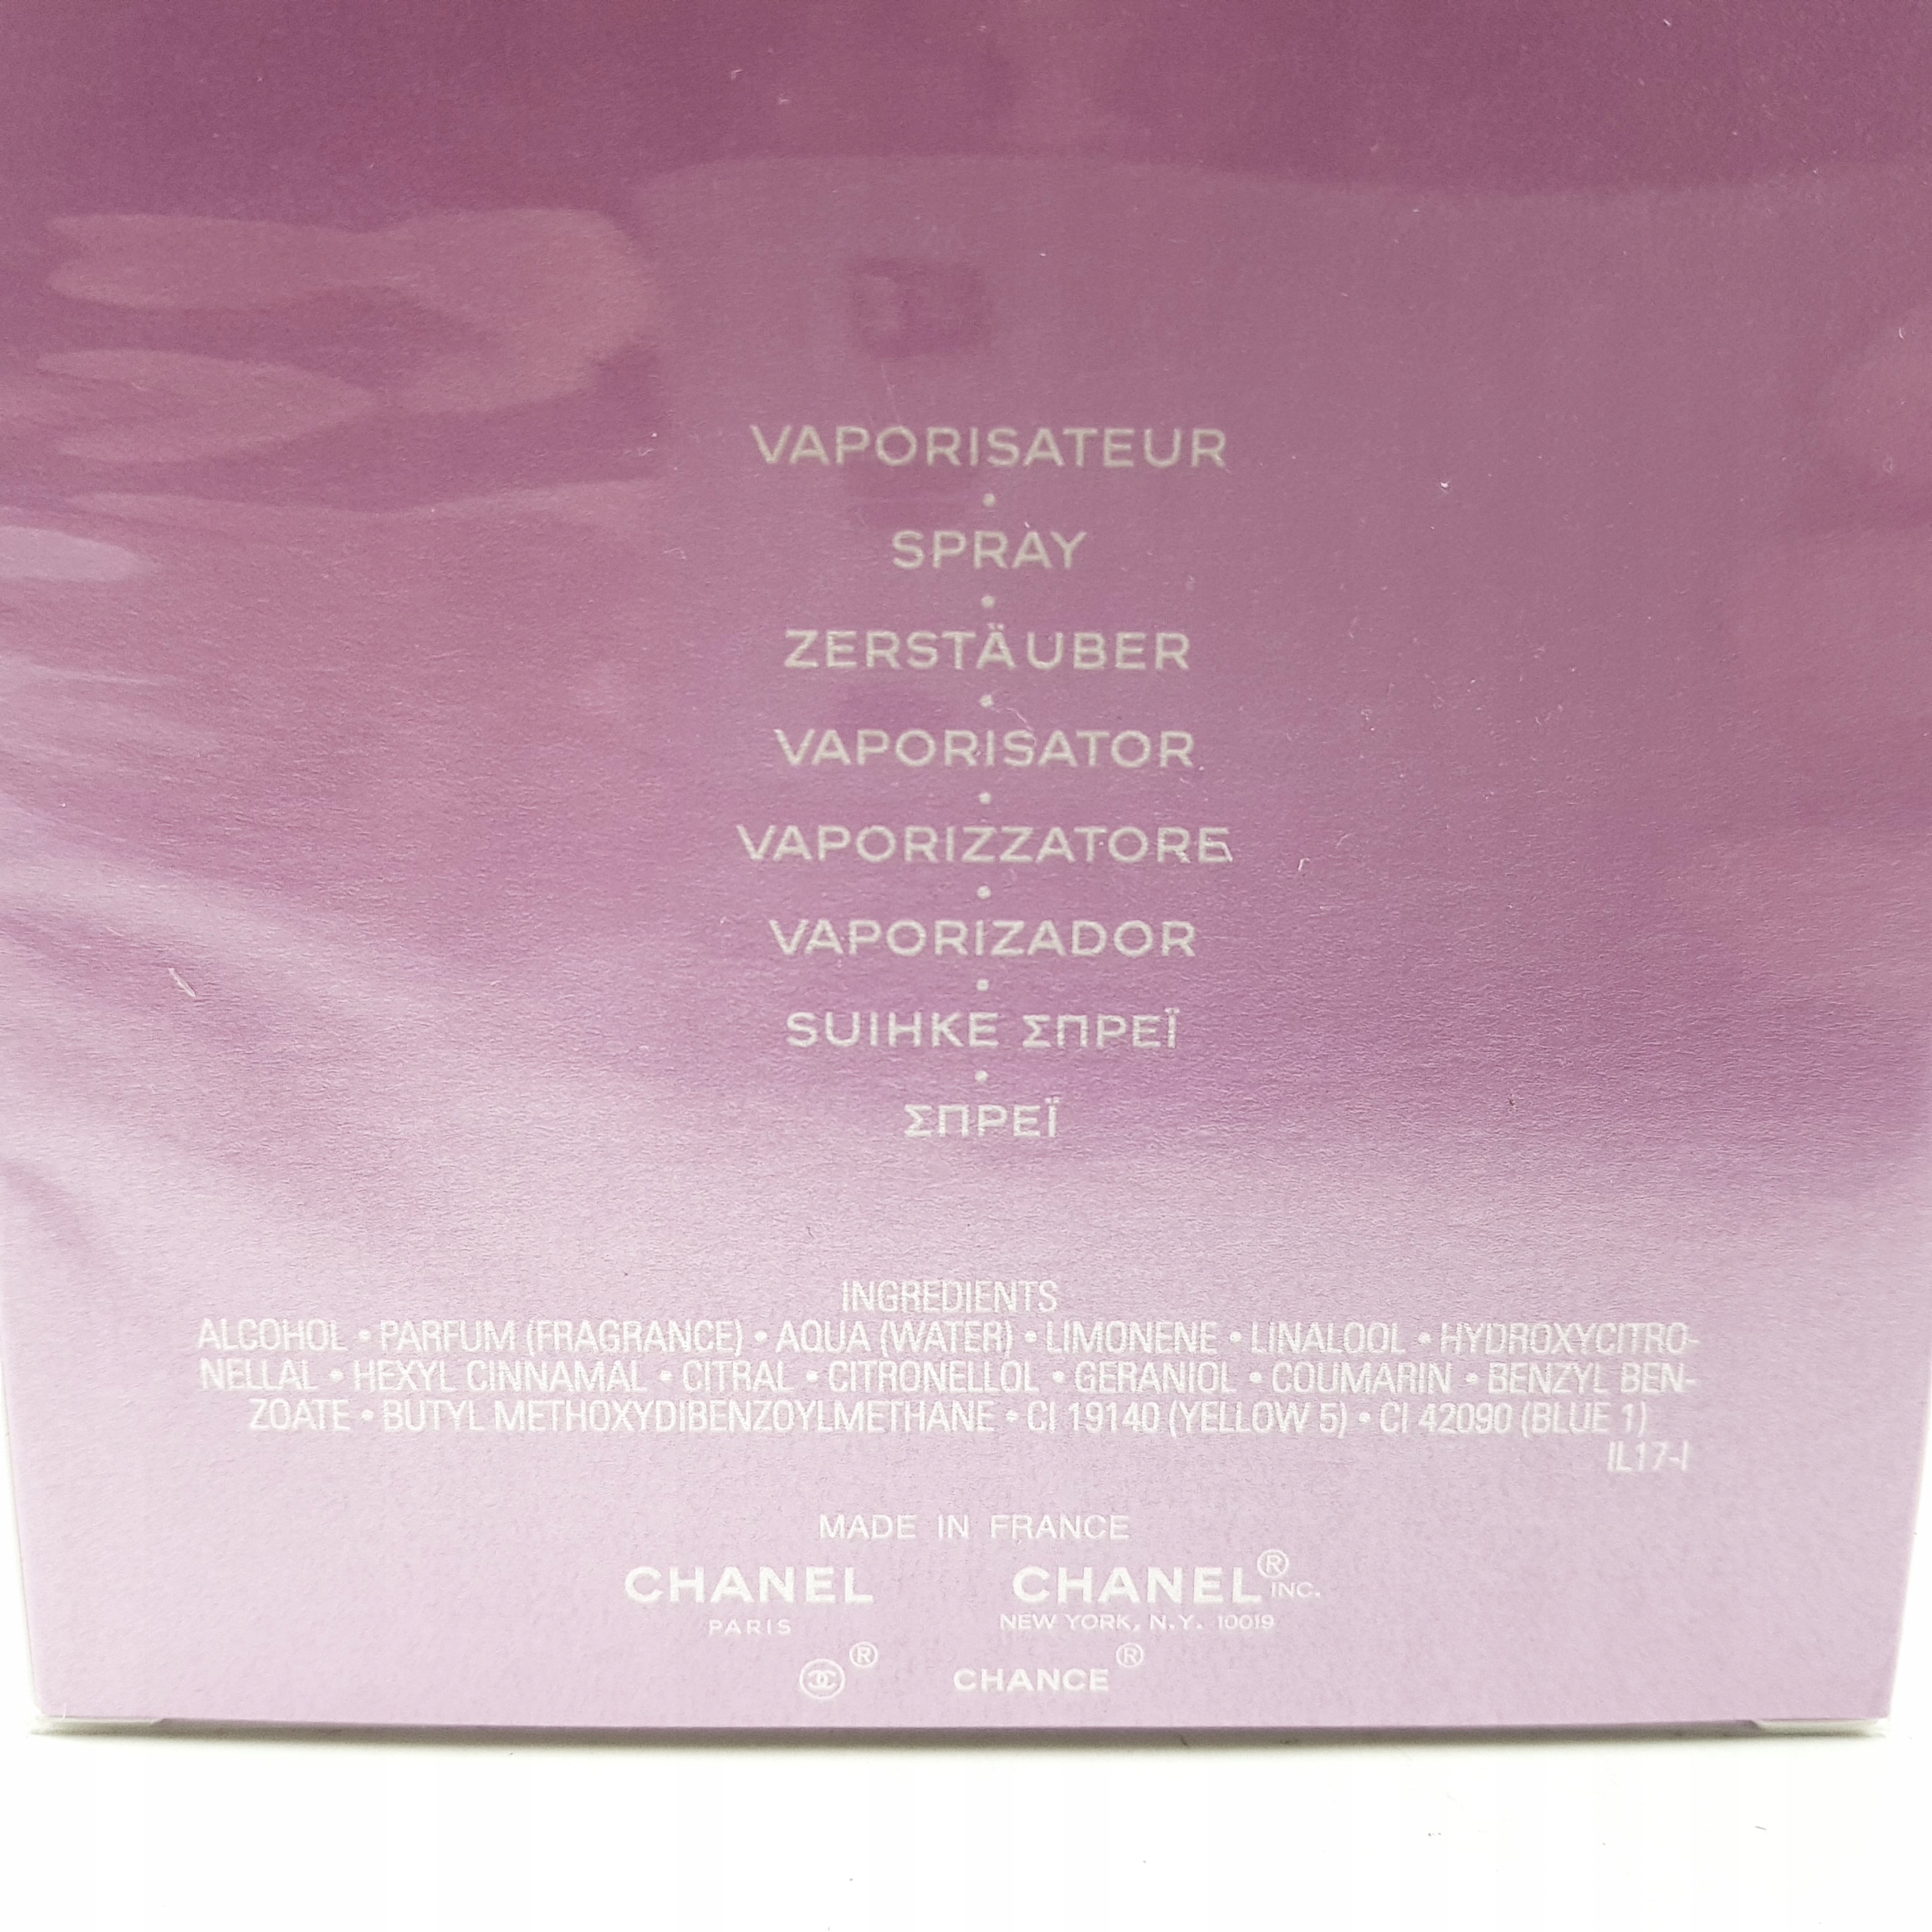 VAPORISATEUR
•
SPRAY
•
ZERSTÄUBER
•
VAPORISATOR
•
VAPORIZZATORE
•
VAPORIZADOR
•
SUIHKE ΣΠΡΕΪ
•
ΣΠΡΕΪ
INGREDIENTS
ALCOHOL • PARFUM (FRAGRANCE) • AQUA (WATER) • LIMONENE • LINALOOL • HYDROXYCITRO-
NELLAL • HEXYL CINNAMAL • CITRAL • CITRONELLOL • GERANIOL • COUMARIN • BENZYL BEN-
ZOATE • BUTYL METHOXYDIBENZOYLMETHANE • CI 19140 (YELLOW 5) • CI 42090 (BLUE 1)
IL17-I
MADE IN FRANCE
CHANEL CHANEL® INC.
PARIS NEW YORK, N.Y. 10019
® CHANCE®